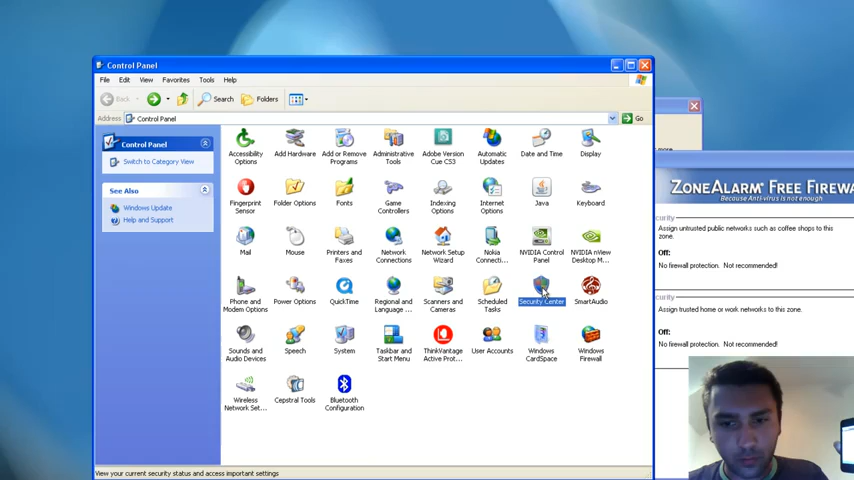 Control Panel
File Edit View Favorites Tools Help
Back Search Folders
Address Control Panel Go
Control Panel
Switch to Category View
See Also
Windows Update
Help and Support
Accessibility Options
Add Hardware
Add or Remove Programs
Administrative Tools
Adobe Version Cue CS3
Automatic Updates
Date and Time
Display
Fingerprint Sensor
Folder Options
Fonts
Game Controllers
Indexing Options
Internet Options
Java
Keyboard
Mail
Mouse
Printers and Faxes
Network Connections
Network Setup Wizard
Nokia Connecti...
NVIDIA Control Panel
NVIDIA nView Desktop M...
Phone and Modem Options
Power Options
QuickTime
Regional and Language ...
Scanners and Cameras
Scheduled Tasks
Security Center
SmartAudio
Sounds and Audio Devices
Speech
System
Taskbar and Start Menu
ThinkVantage Active Prot...
User Accounts
Windows CardSpace
Windows Firewall
Wireless Network Set...
Cepstral Tools
Bluetooth Configuration
View your current security status and access important settings
more
ZONEALARM® FREE FIREWA
Because Anti-virus is not enough
curity
Assign untrusted public networks such as coffee shops to this
zone.
Off:
No firewall protection. Not recommended!
ecurity
Assign trusted home or work networks to this zone.
Off:
No firewall protection. Not recommended!